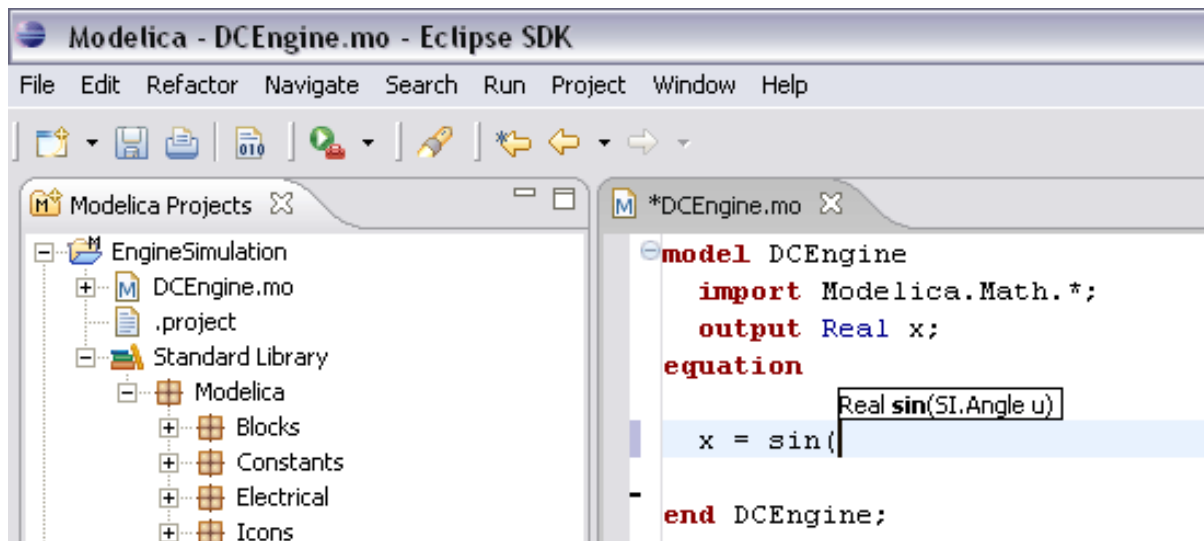 Modelica - DCEngine.mo - Eclipse SDK
File Edit Refactor Navigate Search Run Project Window Help
010
Modelica Projects
EngineSimulation
DCEngine.mo
.project
Standard Library
Modelica
Blocks
Constants
Electrical
Icons
*DCEngine.mo
model DCEngine
import Modelica.Math.*;
output Real x;
equation
Real sin(SI.Angle u)
x = sin(
end DCEngine;